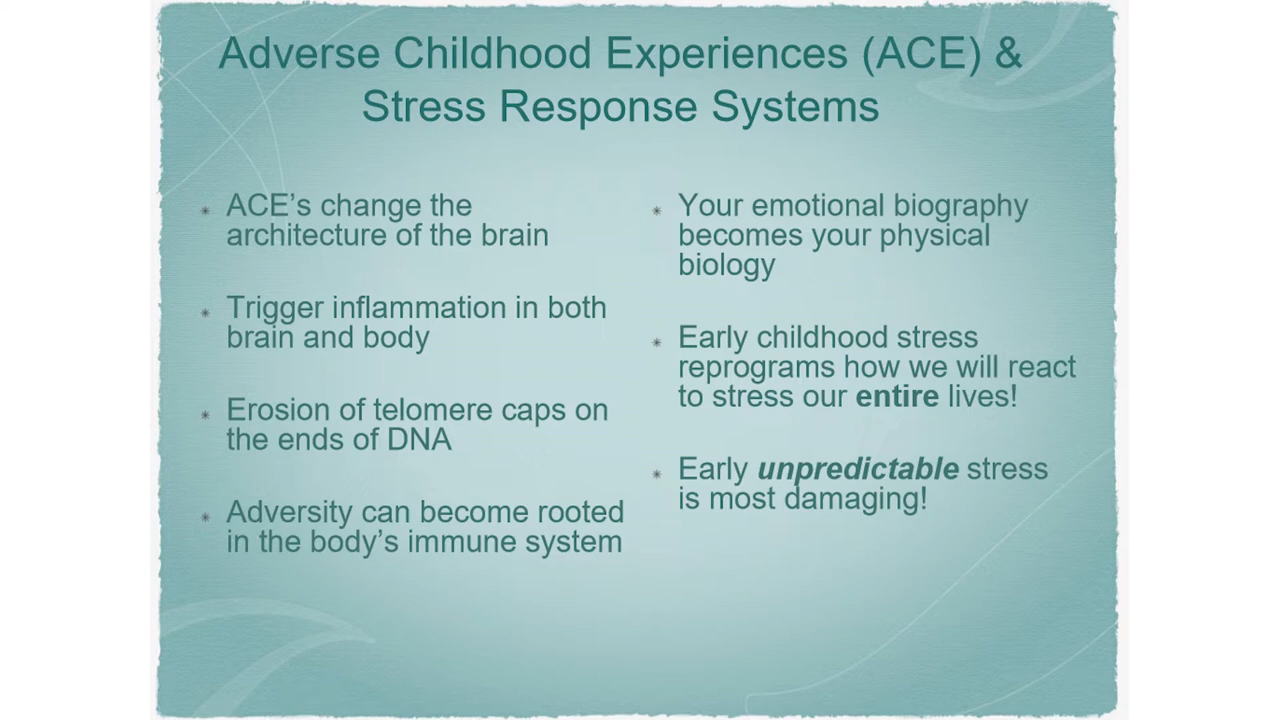 Adverse Childhood Experiences (ACE) &
Stress Response Systems
ACE’s change the
architecture of the brain
Trigger inflammation in both
brain and body
Erosion of telomere caps on
the ends of DNA
Adversity can become rooted
in the body’s immune system
Your emotional biography
becomes your physical
biology
Early childhood stress
reprograms how we will react
to stress our entire lives!
Early unpredictable stress
is most damaging!